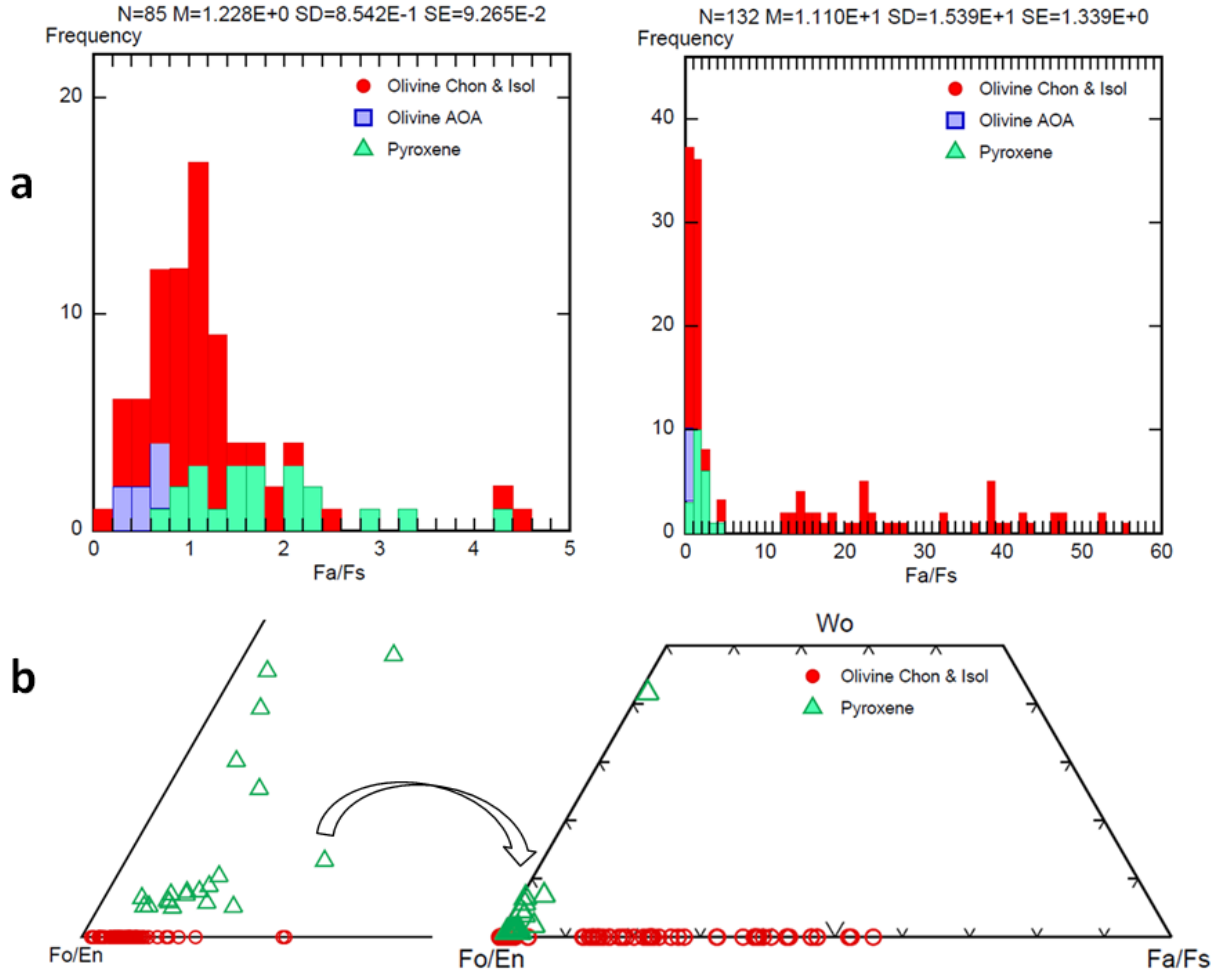 N=85 M=1.228E+0 SD=8.542E-1 SE=9.265E-2
Frequency
20
10
0
0 1 2 3 4 5
Fa/Fs
Olivine Chon & Isol
Olivine AOA
Pyroxene
a
N=132 M=1.110E+1 SD=1.539E+1 SE=1.339E+0
Frequency
40
30
20
10
0
0 10 20 30 40 50 60
Fa/Fs
Olivine Chon & Isol
Olivine AOA
Pyroxene
b
Fo/En
Wo
Olivine Chon & Isol
Pyroxene
Fo/En
Fa/Fs